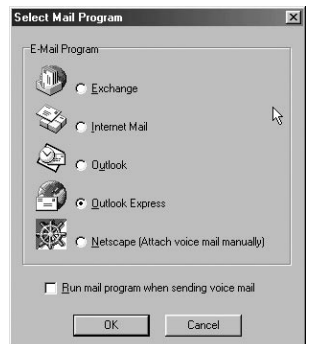 Select Mail Program
E-Mail Program
Exchange
Internet Mail
Outlook
Outlook Express
Netscape (Attach voice mail manually)
Run mail program when sending voice mail
OK
Cancel